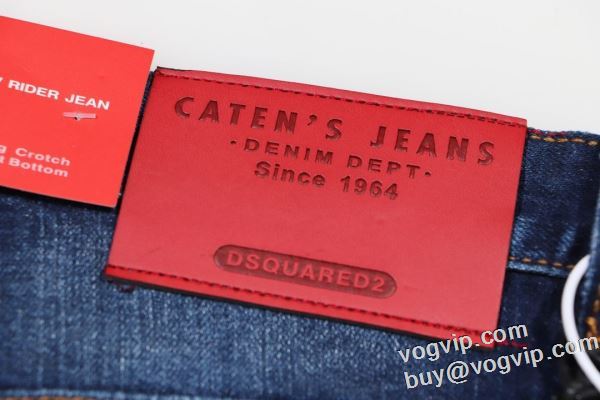 RIDER JEAN
Crotch
Bottom
CATEN'S JEANS
·DENIM DEPT·
Since 1964
DSQUARED2
vogvip.com
buy@vogvip.com